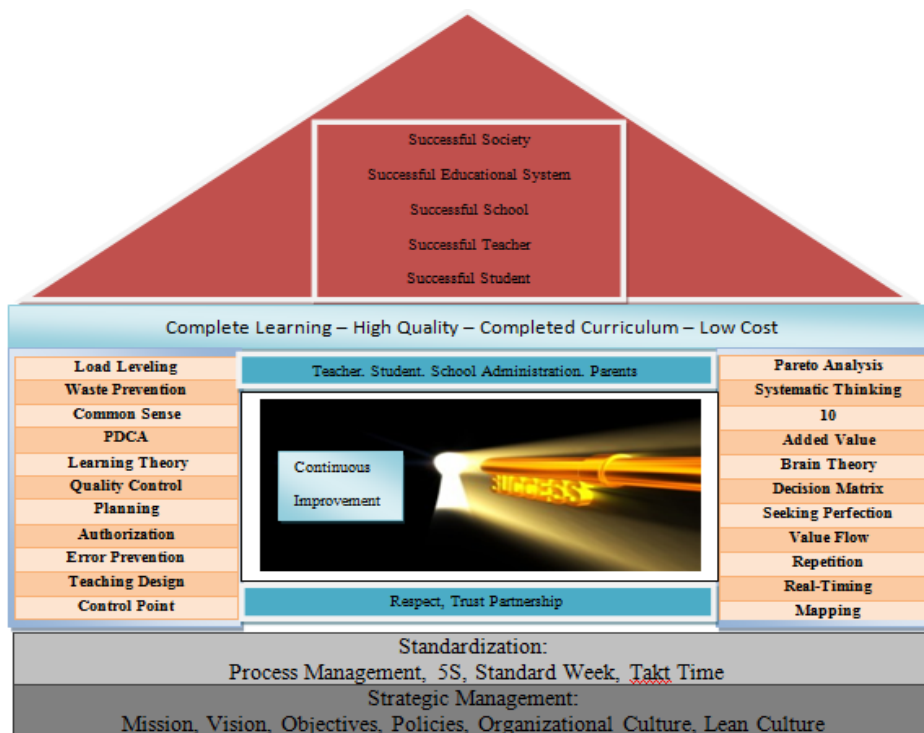 Successful Society
Successful Educational System
Successful School
Successful Teacher
Successful Student
Complete Learning – High Quality – Completed Curriculum – Low Cost
Load Leveling
Waste Prevention
Common Sense
PDCA
Learning Theory
Quality Control
Planning
Authorization
Error Prevention
Teaching Design
Control Point
Teacher. Student. School Administration. Parents
Continuous
Improvement
SUCCESS
Respect, Trust Partnership
Pareto Analysis
Systematic Thinking
10
Added Value
Brain Theory
Decision Matrix
Seeking Perfection
Value Flow
Repetition
Real-Timing
Mapping
Standardization:
Process Management, 5S, Standard Week, Takt Time
Strategic Management:
Mission, Vision, Objectives, Policies, Organizational Culture, Lean Culture